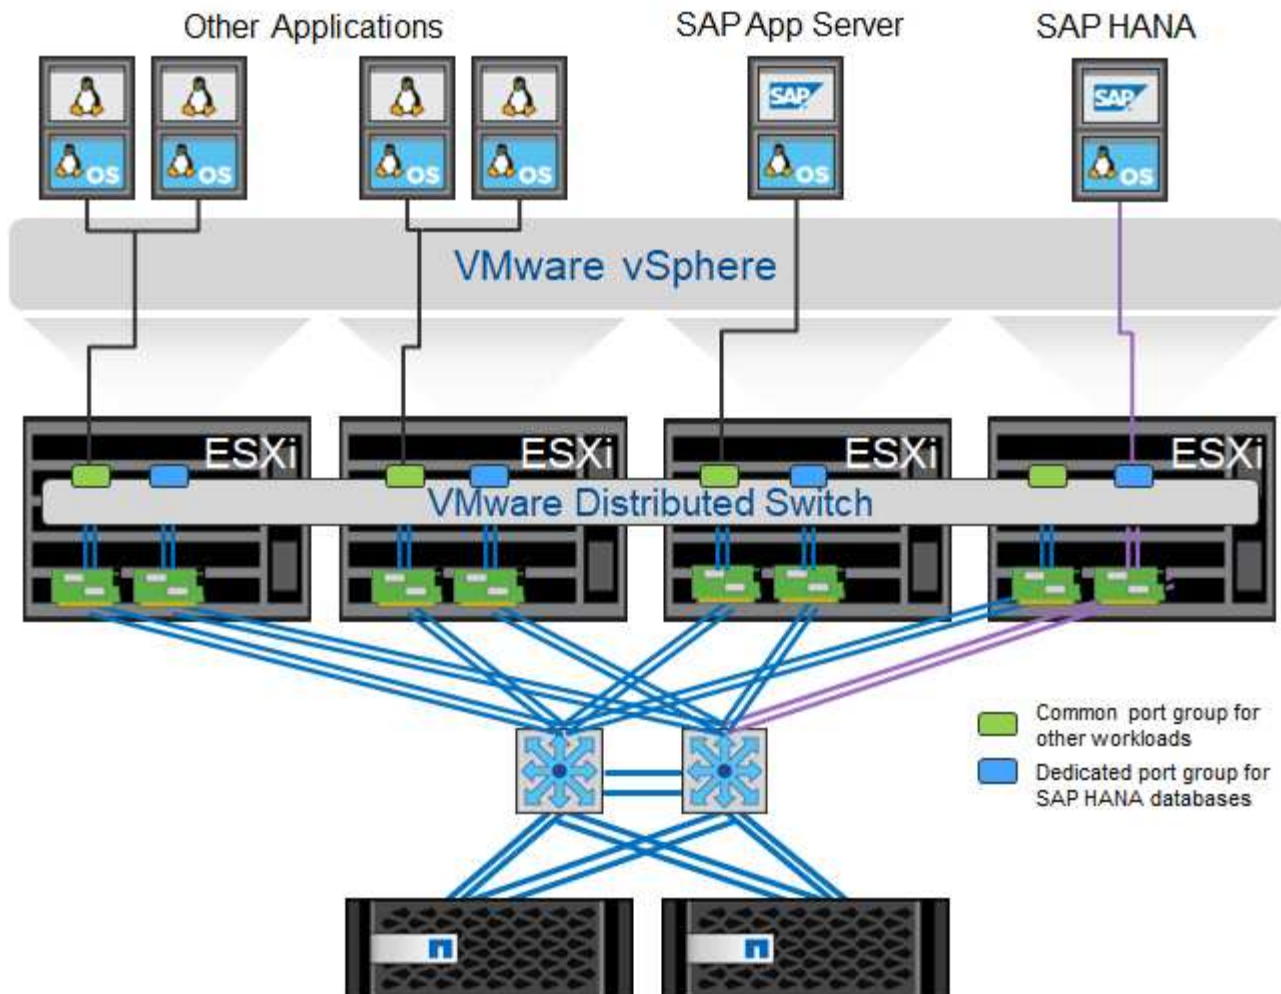 Other Applications
SAP App Server
SAP HANA
SAP
SAP
OS
OS
OS
OS
OS
OS
VMware vSphere
ESXi
ESXi
ESXi
ESXi
VMware Distributed Switch
Common port group for
other workloads
Dedicated port group for
SAP HANA databases